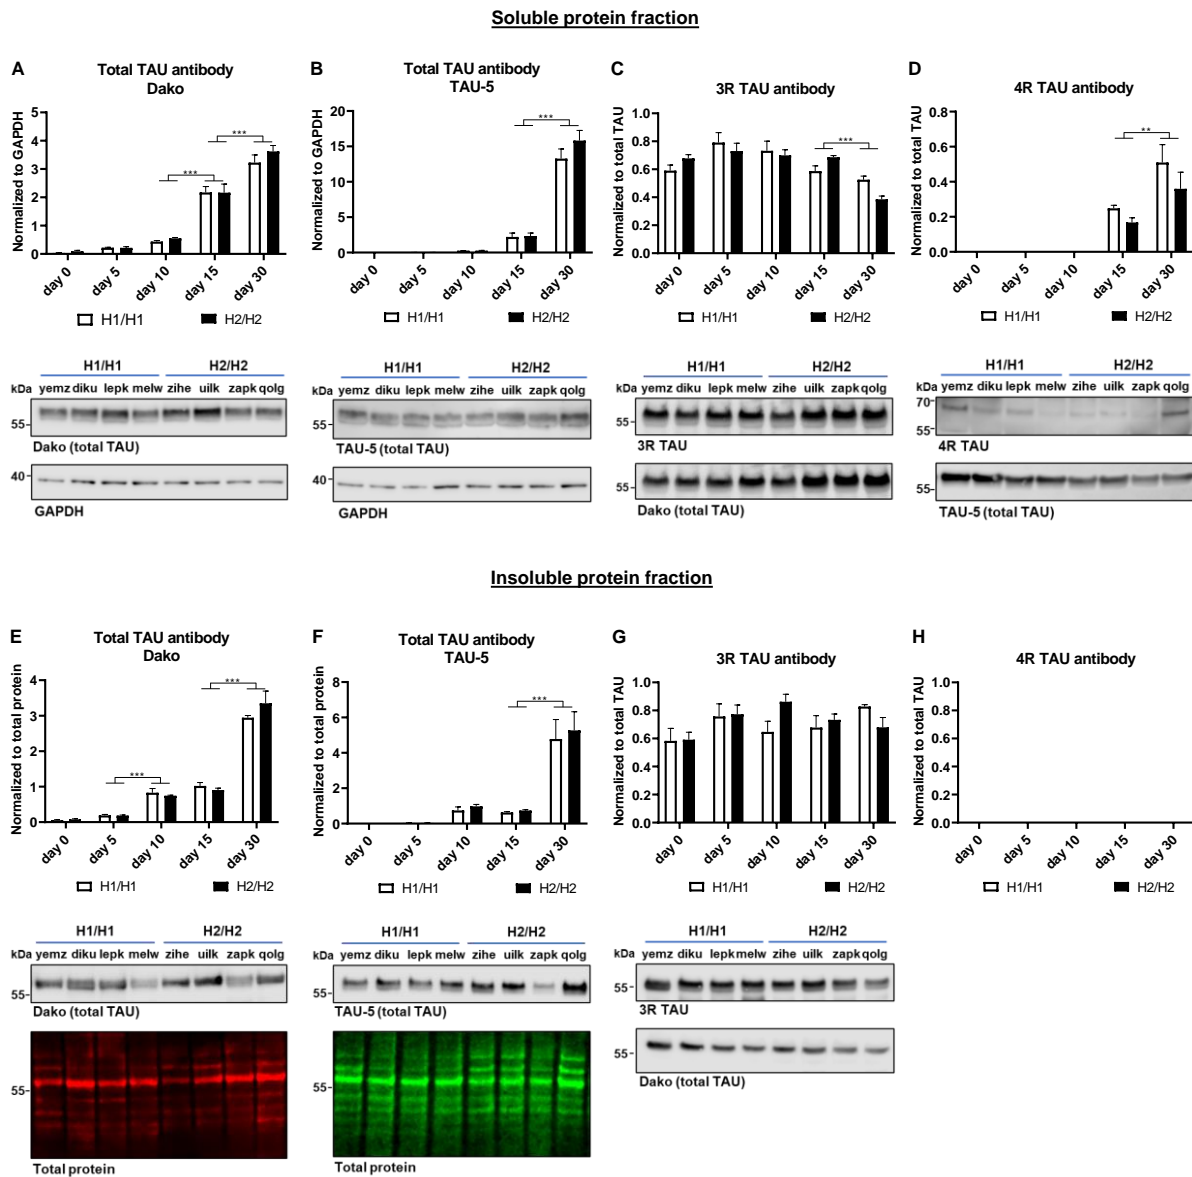 Soluble protein fraction
A
Total TAU antibody
Dako
Normalized to GAPDH
5
4
3
2
1
0
***
***
day 0
day 5
day 10
day 15
day 30
H1/H1
H2/H2
B
Total TAU antibody
TAU-5
Normalized to GAPDH
20
15
10
5
0
***
day 0
day 5
day 10
day 15
day 30
H1/H1
H2/H2
C
3R TAU antibody
Normalized to total TAU
1.0
0.8
0.6
0.4
0.2
0.0
***
day 0
day 5
day 10
day 15
day 30
H1/H1
H2/H2
D
4R TAU antibody
Normalized to total TAU
0.8
0.6
0.4
0.2
0.0
**
day 0
day 5
day 10
day 15
day 30
H1/H1
H2/H2
H1/H1 H2/H2
kDa yemz diku lepk melw zihe uilk zapk qolg
55-
Dako (total TAU)
40-
GAPDH
H1/H1 H2/H2
kDa yemz diku lepk melw zihe uilk zapk qolg
55-
TAU-5 (total TAU)
40-
GAPDH
H1/H1 H2/H2
kDa yemz diku lepk melw zihe uilk zapk qolg
55-
3R TAU
55-
Dako (total TAU)
H1/H1 H2/H2
kDa yemz diku lepk melw zihe uilk zapk qolg
70-
55-
4R TAU
55-
TAU-5 (total TAU)
Insoluble protein fraction
E
Total TAU antibody
Dako
Normalized to total protein
4
3
2
1
0
***
***
day 0
day 5
day 10
day 15
day 30
H1/H1
H2/H2
F
Total TAU antibody
TAU-5
Normalized to total protein
8
6
4
2
0
***
day 0
day 5
day 10
day 15
day 30
H1/H1
H2/H2
G
3R TAU antibody
Normalized to total TAU
1.0
0.8
0.6
0.4
0.2
0.0
day 0
day 5
day 10
day 15
day 30
H1/H1
H2/H2
H
4R TAU antibody
Normalized to total TAU
1.0
0.8
0.6
0.4
0.2
0.0
day 0
day 5
day 10
day 15
day 30
H1/H1
H2/H2
H1/H1 H2/H2
kDa yemz diku lepk melw zihe uilk zapk qolg
55-
Dako (total TAU)
55-
Total protein
H1/H1 H2/H2
kDa yemz diku lepk melw zihe uilk zapk qolg
55-
TAU-5 (total TAU)
55-
Total protein
H1/H1 H2/H2
kDa yemz diku lepk melw zihe uilk zapk qolg
55-
3R TAU
55-
Dako (total TAU)